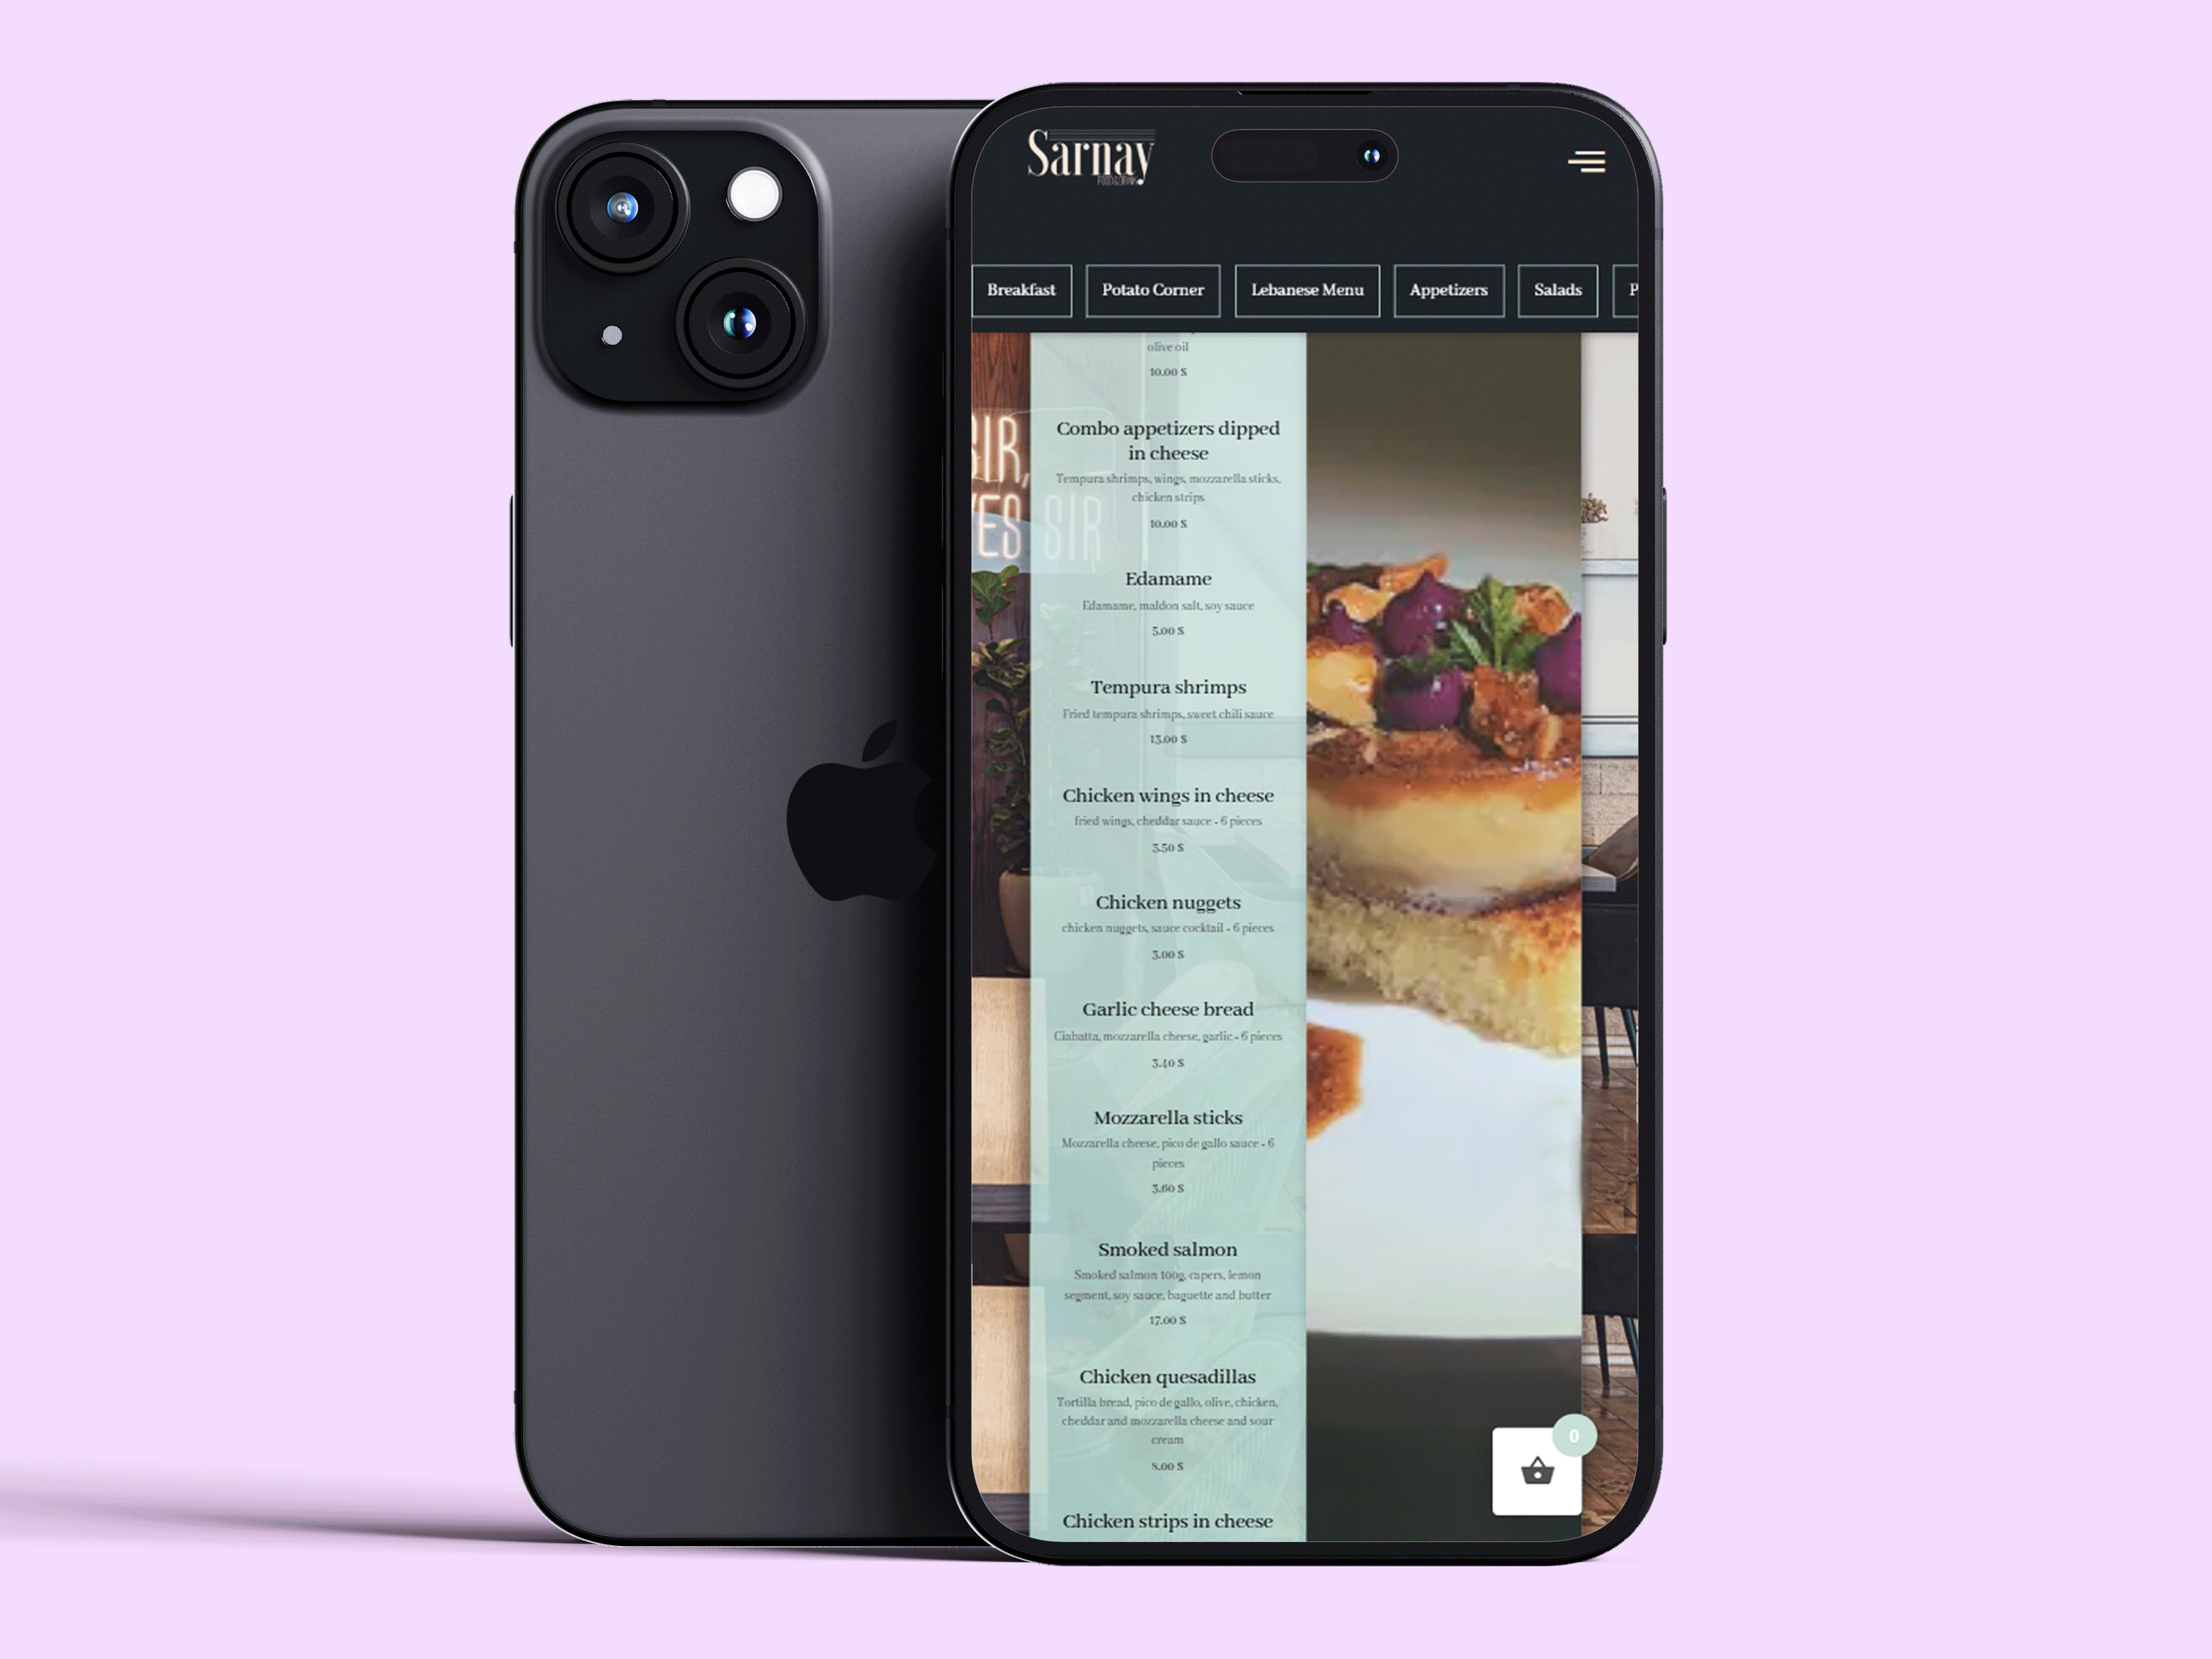 Sarnay
FOOD & DRINK
Breakfast
Potato Corner
Lebanese Menu
Appetizers
Salads
P
olive oil
10.00 $
SIR,
YES SIR
Combo appetizers dipped
in cheese
Tempura shrimps, wings, mozzarella sticks,
chicken strips
10.00 $
Edamame
Edamame, maldon salt, soy sauce
5.00 $
Tempura shrimps
Fried tempura shrimps, sweet chili sauce
13.00 $
Chicken wings in cheese
fried wings, cheddar sauce - 6 pieces
3.50 $
Chicken nuggets
chicken nuggets, sauce cocktail - 6 pieces
3.00 $
Garlic cheese bread
Ciabatta, mozzarella cheese, garlic - 6 pieces
3.40 $
Mozzarella sticks
Mozzarella cheese, pico de gallo sauce - 6
pieces
3.60 $
Smoked salmon
Smoked salmon 100g, capers, lemon
segment, soy sauce, baguette and butter
17.00 $
Chicken quesadillas
Tortilla bread, pico de gallo, olive, chicken,
cheddar and mozzarella cheese and sour
cream
8.00 $
0
Chicken strips in cheese